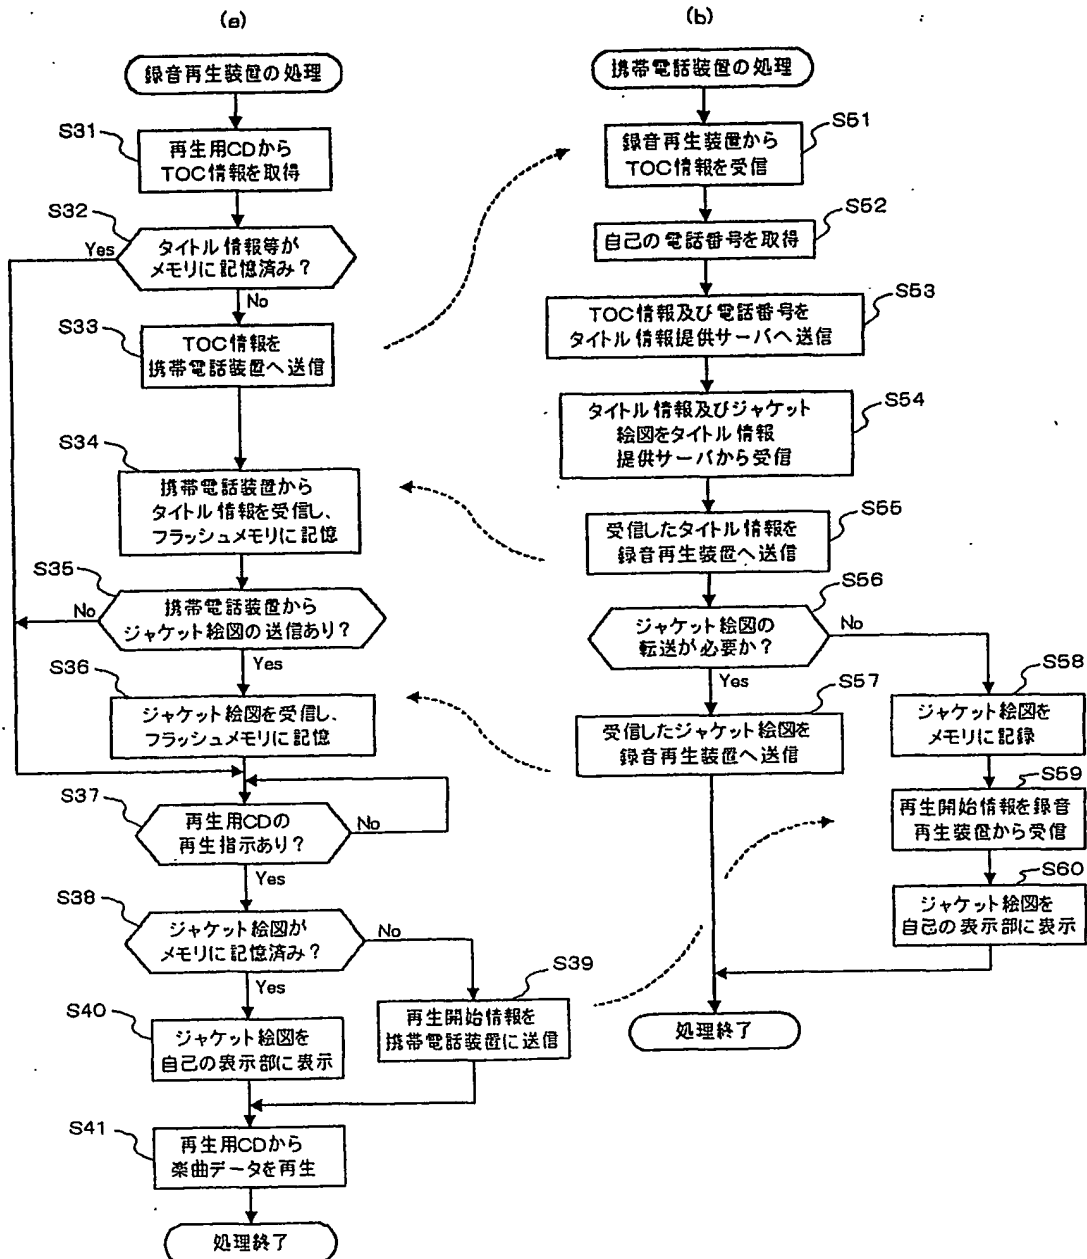 (a)
録音再生装置の処理
S31
再生用CDから
TOC情報を取得
S32
Yes
タイトル情報等が
メモリに記憶済み?
No
S33
TOC情報を
携帯電話装置へ送信
S34
携帯電話装置から
タイトル情報を受信し、
フラッシュメモリに記憶
S35
No
携帯電話装置から
ジャケット絵図の送信あり?
Yes
S36
ジャケット絵図を受信し、
フラッシュメモリに記憶
S37
再生用CDの
再生指示あり?
No
Yes
S38
ジャケット絵図が
メモリに記憶済み?
No
Yes
S39
再生開始情報を
携帯電話装置に送信
S40
ジャケット絵図を
自己の表示部に表示
S41
再生用CDから
楽曲データを再生
処理終了
(b)
携帯電話装置の処理
S51
録音再生装置から
TOC情報を受信
S52
自己の電話番号を取得
S53
TOC情報及び電話番号を
タイトル情報提供サーバへ送信
S54
タイトル情報及びジャケット
絵図をタイトル情報
提供サーバから受信
S55
受信したタイトル情報を
録音再生装置へ送信
S56
ジャケット絵図の
転送が必要か?
No
Yes
S57
受信したジャケット絵図を
録音再生装置へ送信
S58
ジャケット絵図を
メモリに記録
S59
再生開始情報を録音
再生装置から受信
S60
ジャケット絵図を
自己の表示部に表示
処理終了